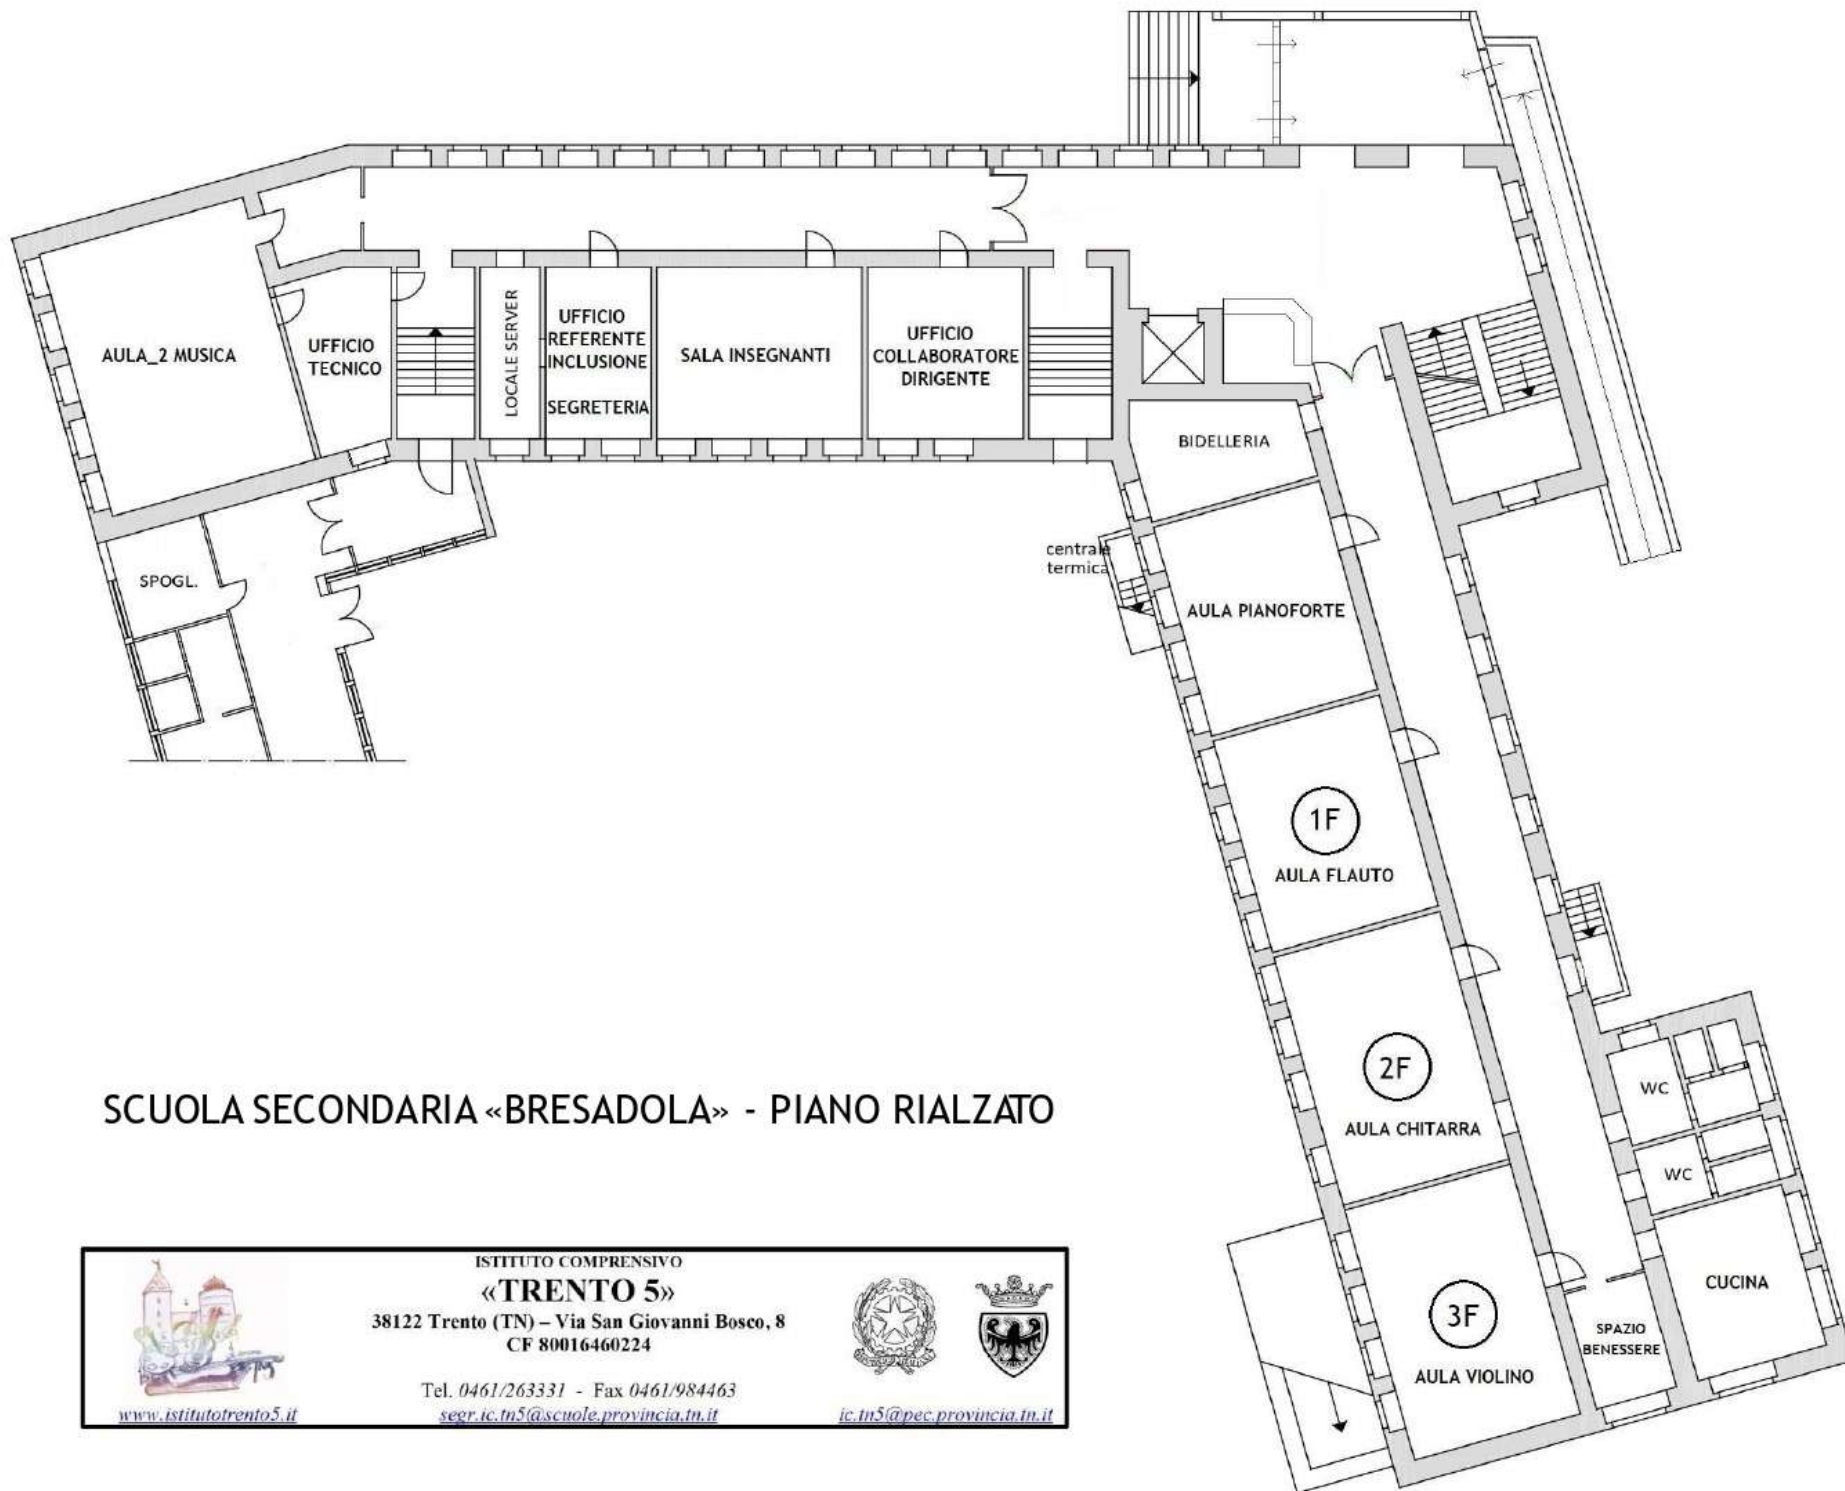 AULA_2 MUSICA
UFFICIO
TECNICO
LOCALE SERVER
UFFICIO
REFERENTE
INCLUSIONE
SEGRETERIA
SALA INSEGNANTI
UFFICIO
COLLABORATORE
DIRIGENTE
BIDELLERIA
SPOGL.
centrale
termica
AULA PIANOFORTE
1F
AULA FLAUTO
2F
AULA CHITARRA
WC
WC
CUCINA
3F
AULA VIOLINO
SPAZIO
BENESSERE
SCUOLA SECONDARIA «BRESADOLA» - PIANO RIALZATO
ISTITUTO COMPRENSIVO
«TRENTO 5»
38122 Trento (TN) – Via San Giovanni Bosco, 8
CF 80016460224
Tel. 0461/263331 - Fax 0461/984463
www.istitutotrento5.it
segr.ic.tn5@scuole.provincia.tn.it
ic.tn5@pec.provincia.tn.it